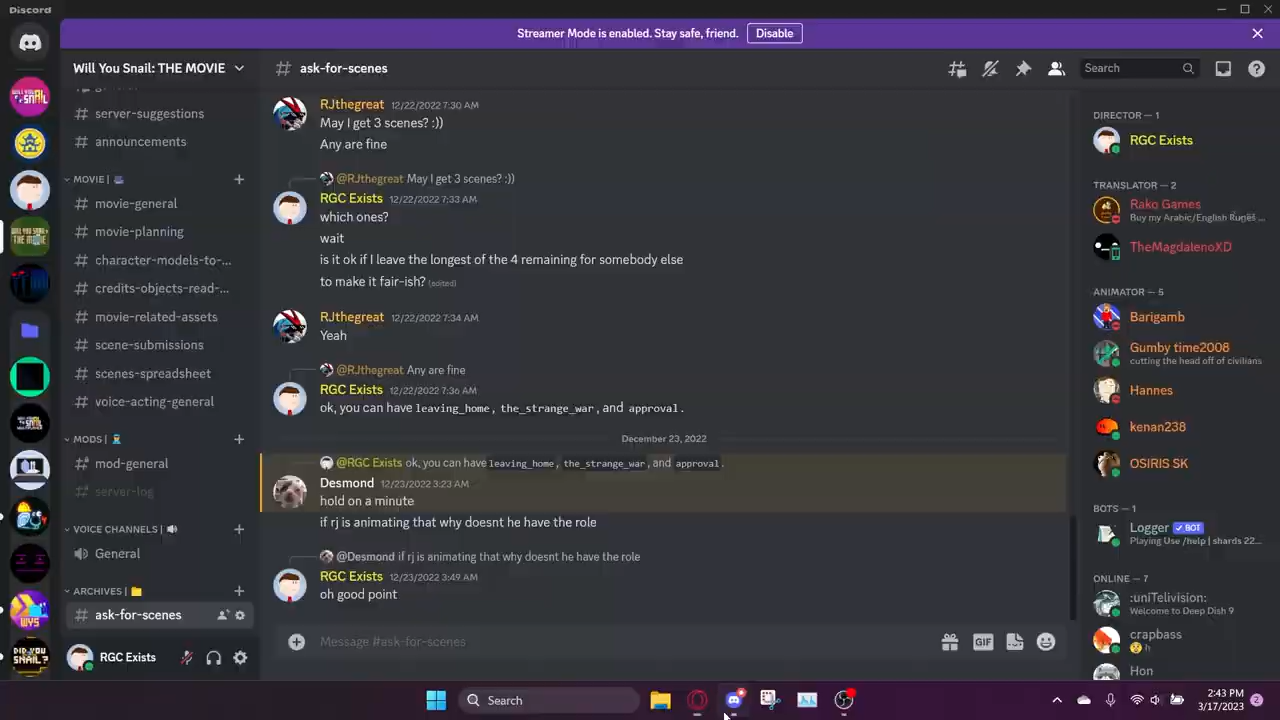 Discord
Streamer Mode is enabled. Stay safe, friend.
Disable
Will You Snail: THE MOVIE
server-suggestions
announcements
MOVIE |
movie-general
movie-planning
character-models-to-...
credits-objects-read-...
movie-related-assets
scene-submissions
scenes-spreadsheet
voice-acting-general
MODS |
mod-general
server-log
VOICE CHANNELS |
General
ARCHIVES
ask-for-scenes
RGC Exists
# ask-for-scenes
Search
RJthegreat 12/22/2022 7:30 AM
May I get 3 scenes? :))
Any are fine
@RJthegreat May I get 3 scenes? :))
RGC Exists 12/22/2022 7:33 AM
which ones?
wait
is it ok if I leave the longest of the 4 remaining for somebody else
to make it fair-ish? (edited)
RJthegreat 12/22/2022 7:34 AM
Yeah
@RJthegreat Any are fine
RGC Exists 12/22/2022 7:36 AM
ok, you can have leaving_home, the_strange_war, and approval.
December 23, 2022
@RGC Exists ok, you can have leaving_home, the_strange_war, and approval.
Desmond 12/23/2022 3:23 AM
hold on a minute
if rj is animating that why doesnt he have the role
@Desmond if rj is animating that why doesnt he have the role
RGC Exists 12/23/2022 3:49 AM
oh good point
Message #ask-for-scenes
GIF
DIRECTOR — 1
RGC Exists
TRANSLATOR — 2
Rako Games
Buy my Arabic/English Runes ...
TheMagdalenoXD
ANIMATOR — 5
Barigamb
Gumby time2008
cutting the head off of civilians
Hannes
kenan238
OSIRIS SK
BOTS — 1
Logger BOT
Playing Use /help | shards 22...
ONLINE — 7
:uniTelivision:
Welcome to Deep Dish 9
crapbass
h
Hon
Search
2:43 PM
3/17/2023
2